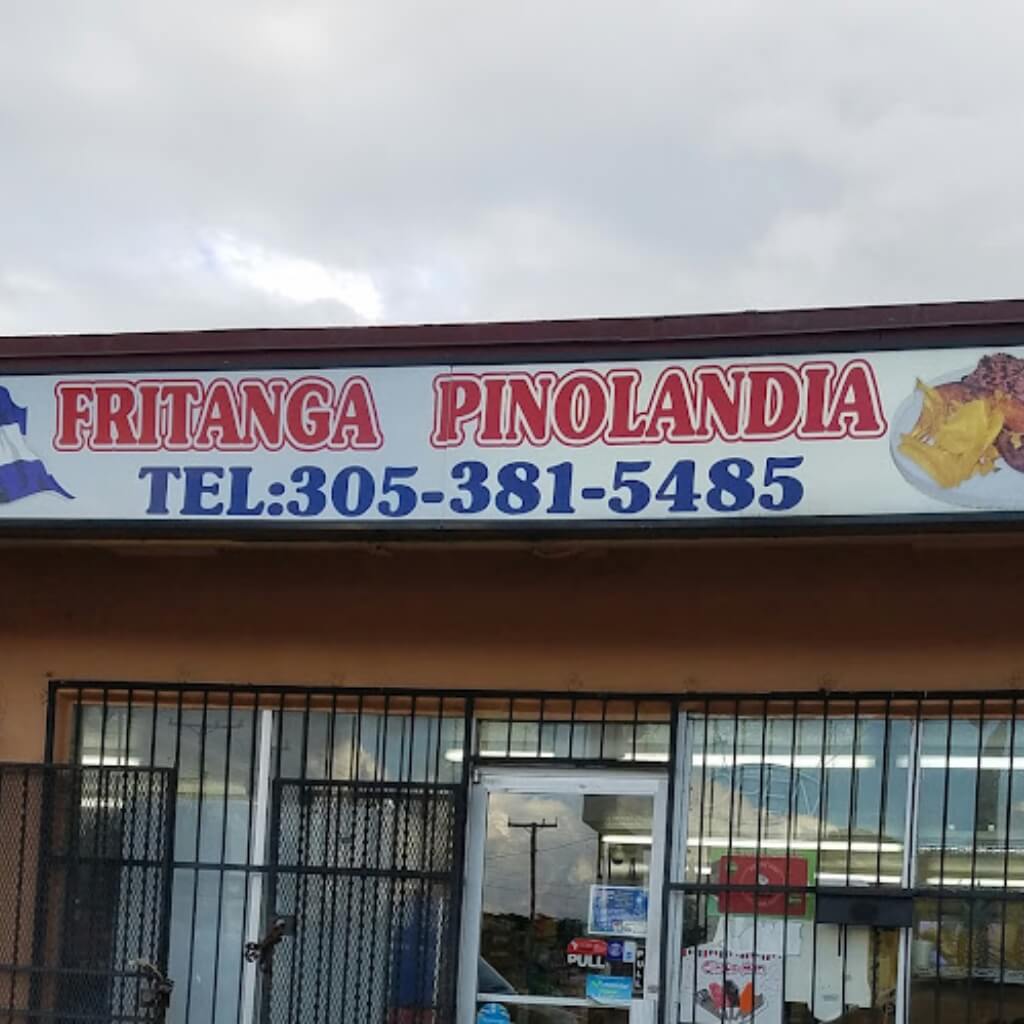 FRITANGA PINOLANDIA
TEL:305-381-5485
PULL